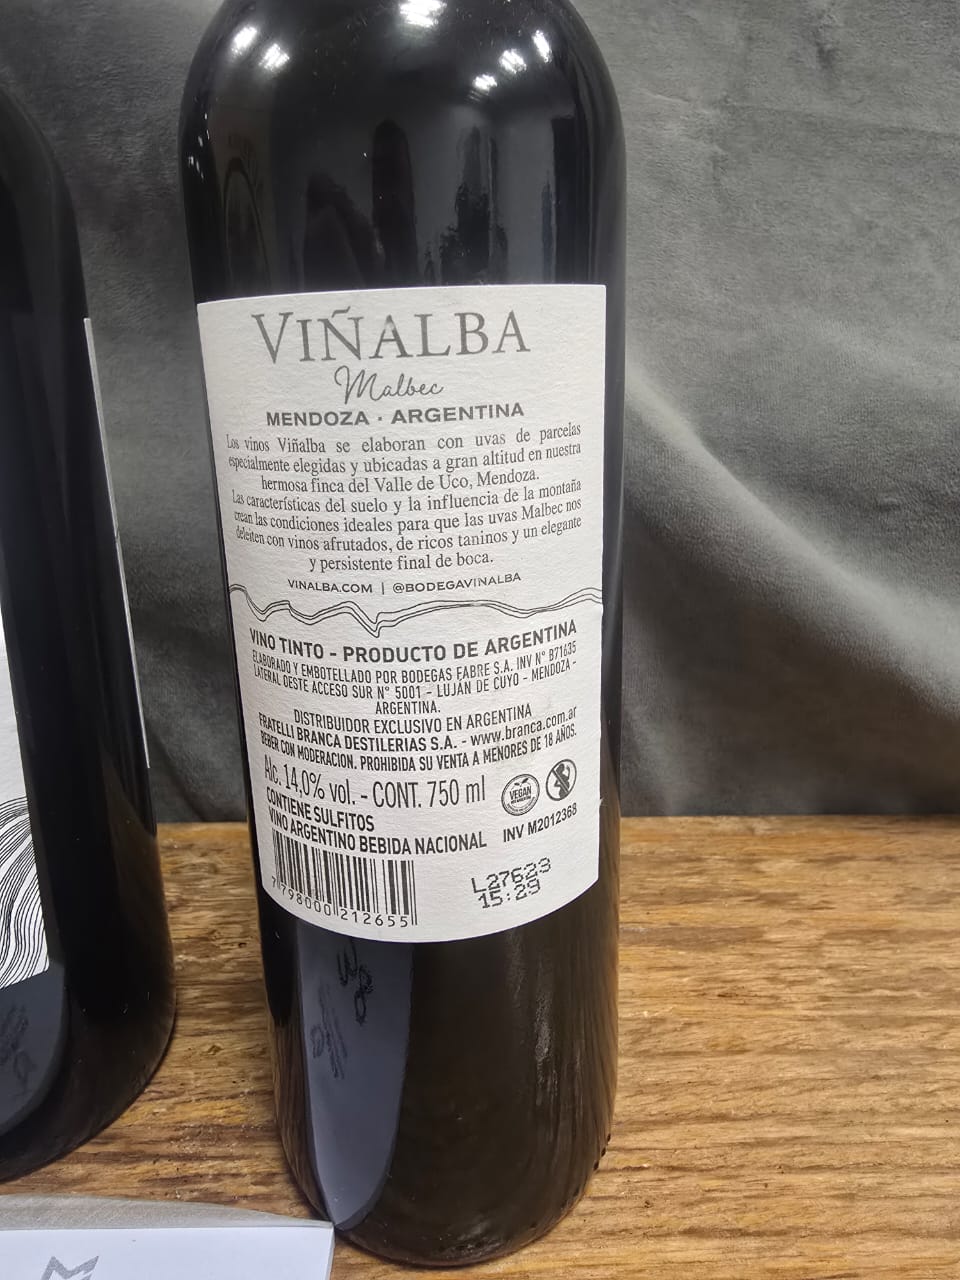 VIÑALBA
Malbec
MENDOZA · ARGENTINA
Los vinos Viñalba se elaboran con uvas de parcelas
especialmente elegidas y ubicadas a gran altitud en nuestra
hermosa finca del Valle de Uco, Mendoza.
Las características del suelo y la influencia de la montaña
crean las condiciones ideales para que las uvas Malbec nos
deleiten con vinos afrutados, de ricos taninos y un elegante
y persistente final de boca.
VINALBA.COM | @BODEGAVINALBA
VINO TINTO - PRODUCTO DE ARGENTINA
ELABORADO Y EMBOTELLADO POR BODEGAS FABRE S.A. INV N° B71635
LATERAL OESTE ACCESO SUR N° 5001 - LUJAN DE CUYO - MENDOZA -
ARGENTINA.
DISTRIBUIDOR EXCLUSIVO EN ARGENTINA
FRATELLI BRANCA DESTILERIAS S.A. - www.branca.com.ar
BEBER CON MODERACION. PROHIBIDA SU VENTA A MENORES DE 18 AÑOS.
Alc. 14,0% vol. - CONT. 750 ml
VEGAN
CONTIENE SULFITOS
VINO ARGENTINO BEBIDA NACIONAL
INV M2012368
7 798000 212655
L27623
15:29